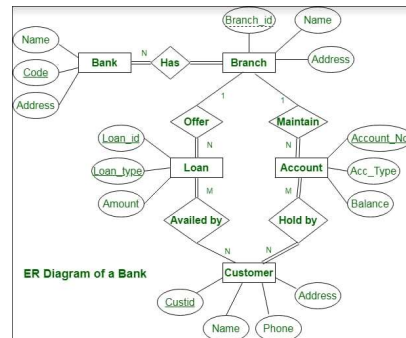 Branch_id
Name
Name
Address
Code
Address
Bank
N
Has
Branch
1
1
Offer
Maintain
N
N
Loan_id
Loan_type
Amount
Loan
Account
Account_No
Acc_Type
Balance
M
M
Availed by
Hold by
N
N
ER Diagram of a Bank
Customer
Custid
Name
Phone
Address